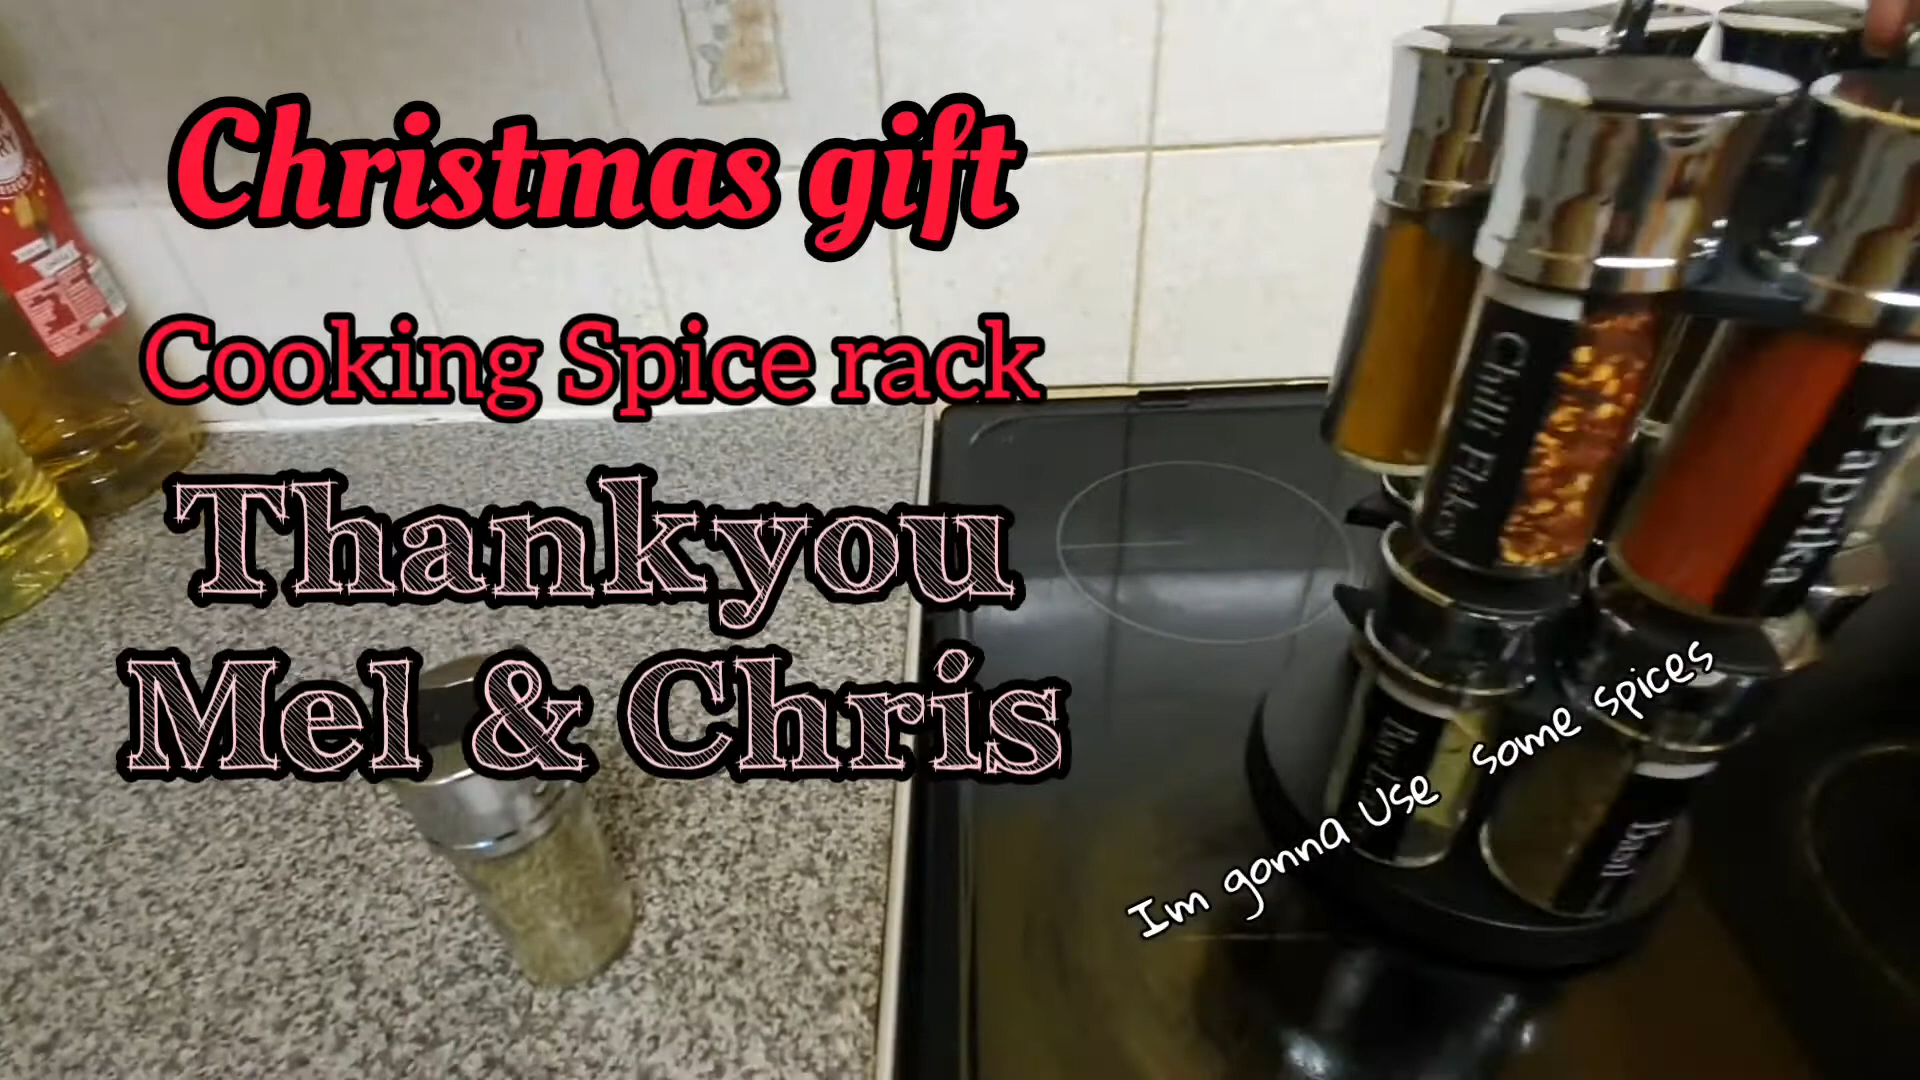 Christmas gift
Cooking Spice rack
Thankyou
Mel & Chris
Im gonna Use some spices
Chilli Flakes
Paprika
Basil